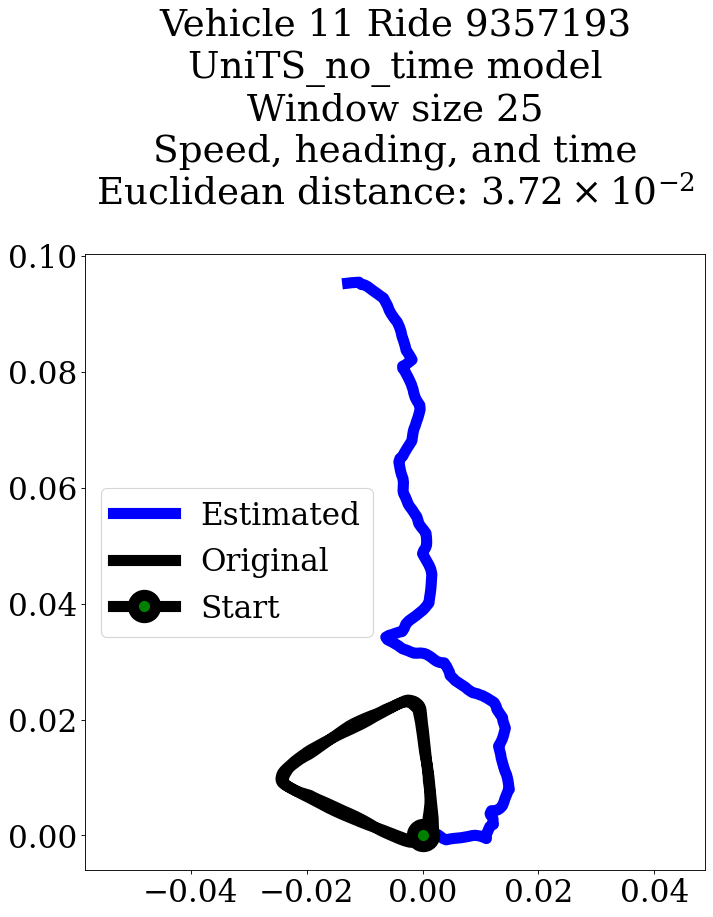 Vehicle 11 Ride 9357193
UniTS_no_time model
Window size 25
Speed, heading, and time
Euclidean distance: 3.72 × 10⁻²
0.10
0.08
0.06
0.04
0.02
0.00
Estimated
Original
Start
−0.04 −0.02 0.00 0.02 0.04